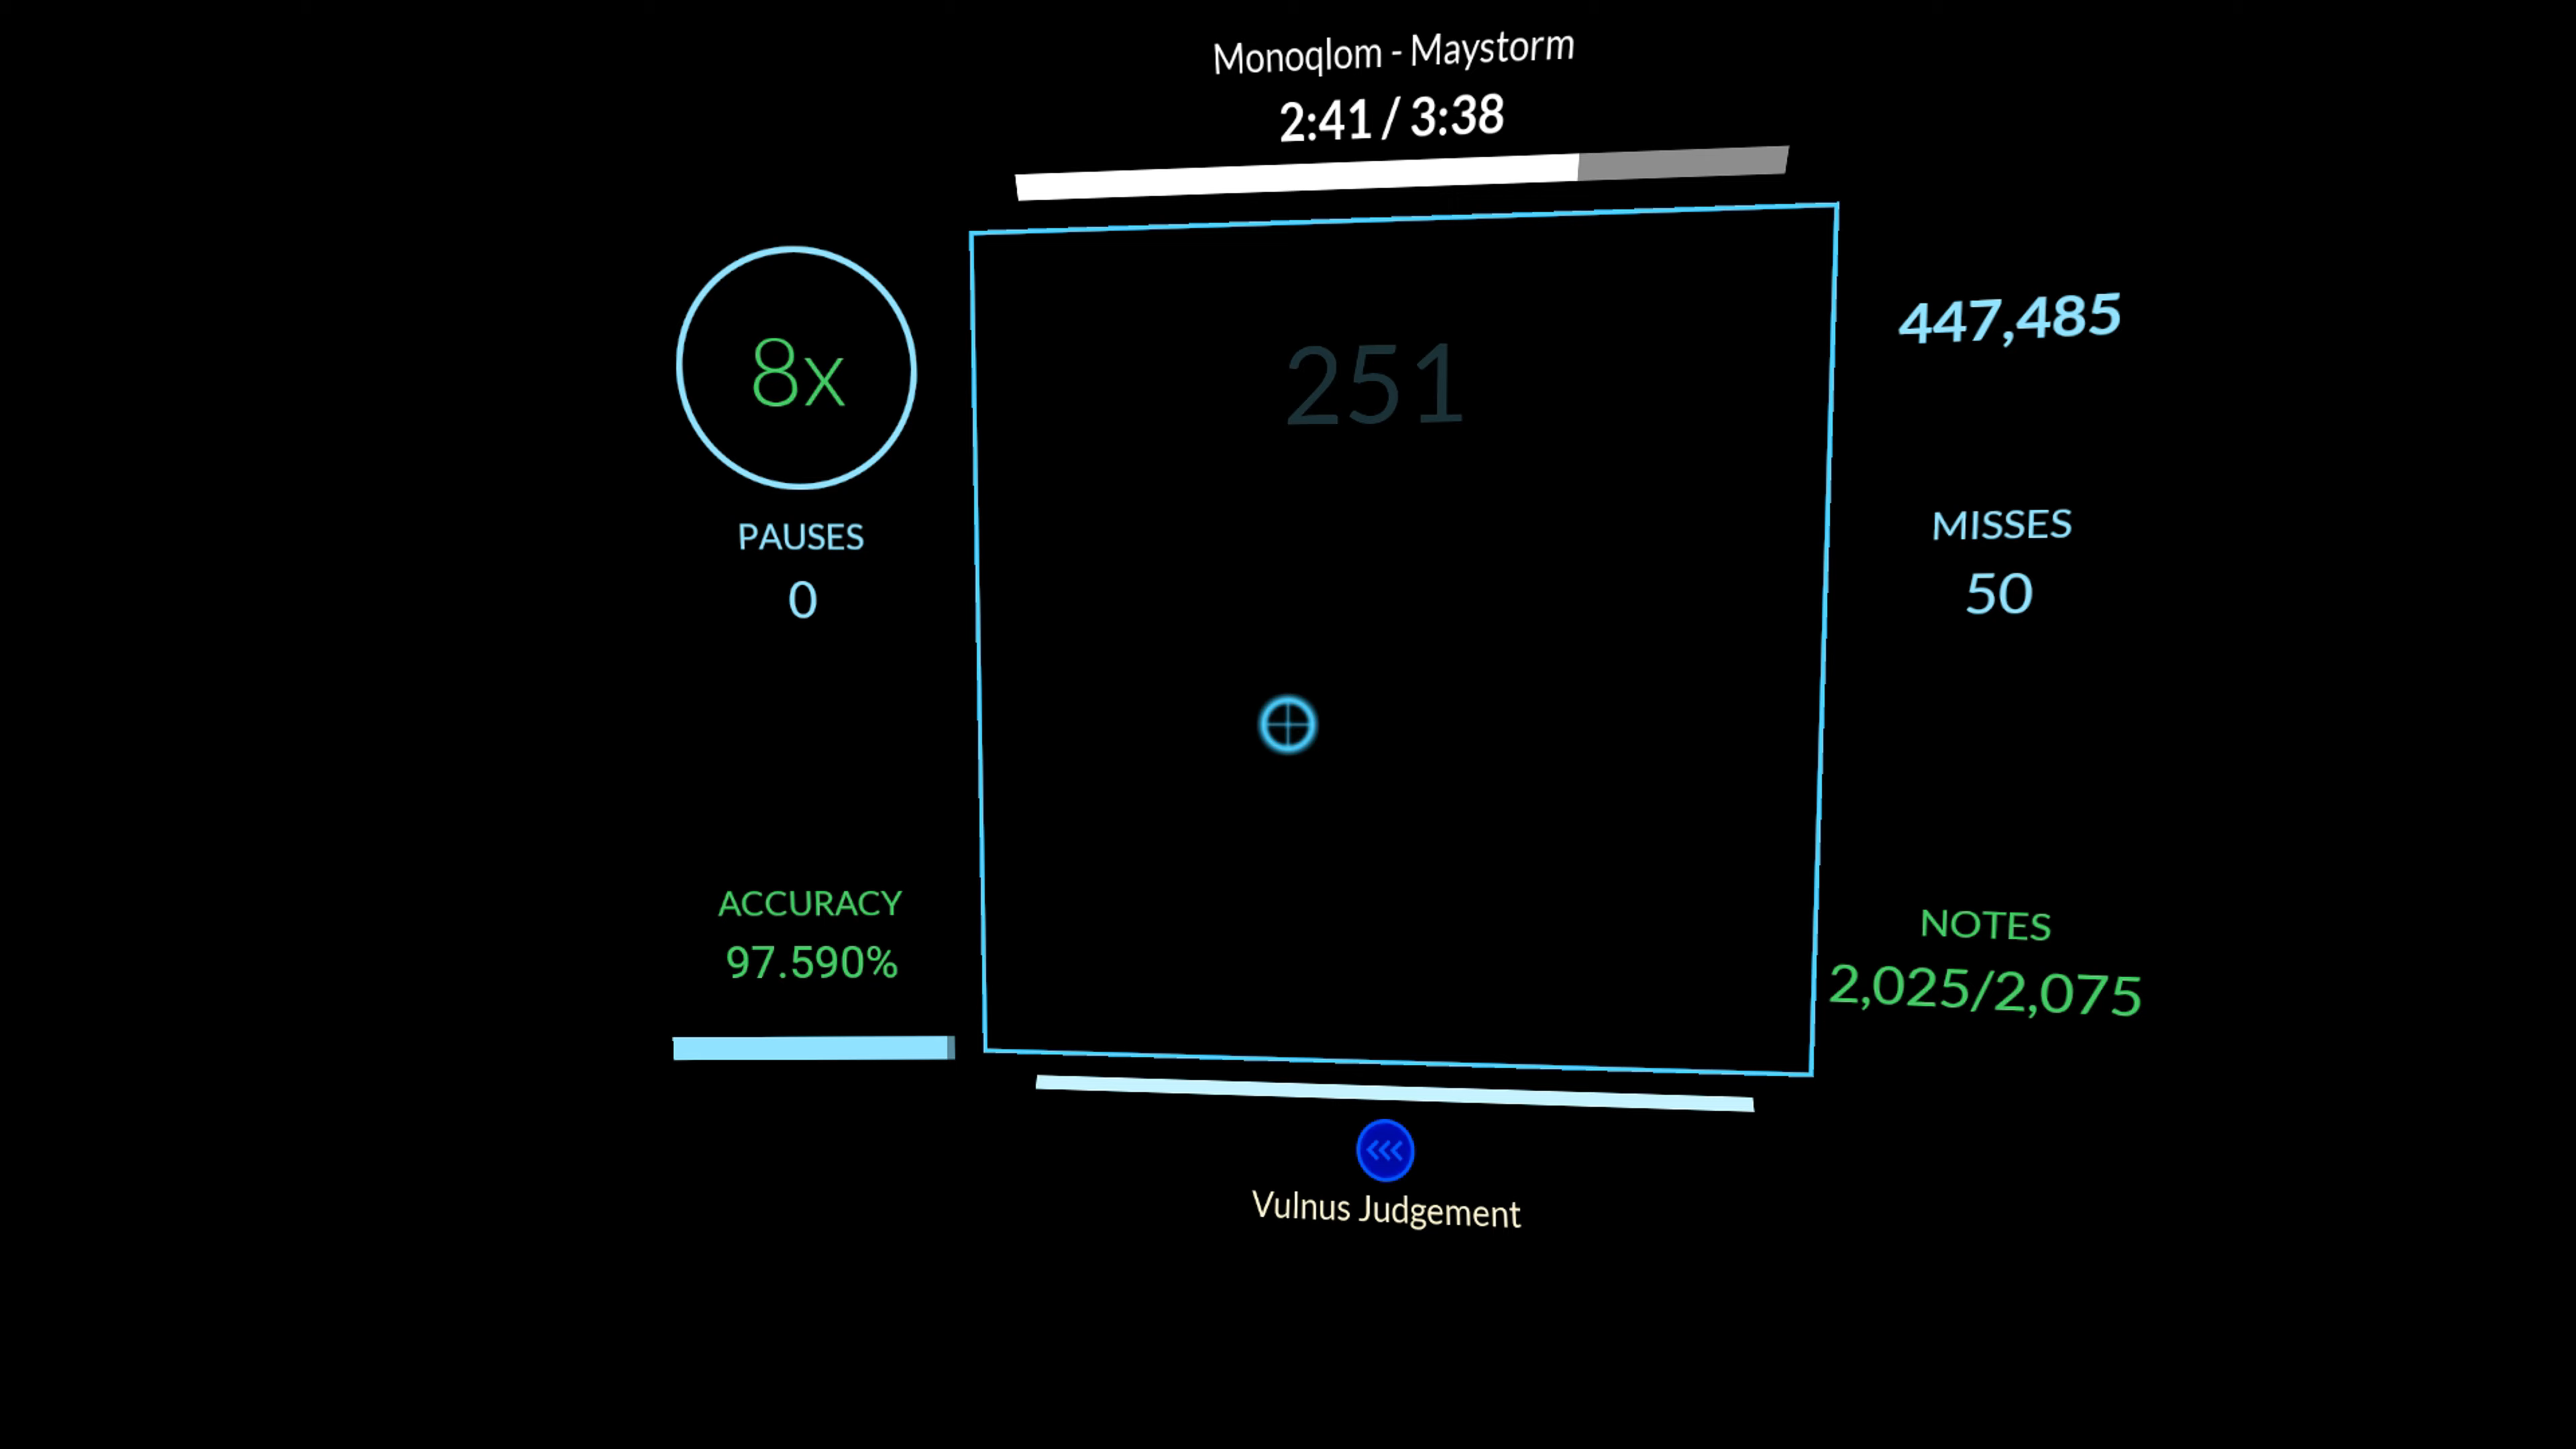 Monoqlom - Maystorm
2:41 / 3:38
8x
251
447,485
PAUSES
0
MISSES
50
ACCURACY
97.590%
NOTES
2,025/2,075
Vulnus Judgement